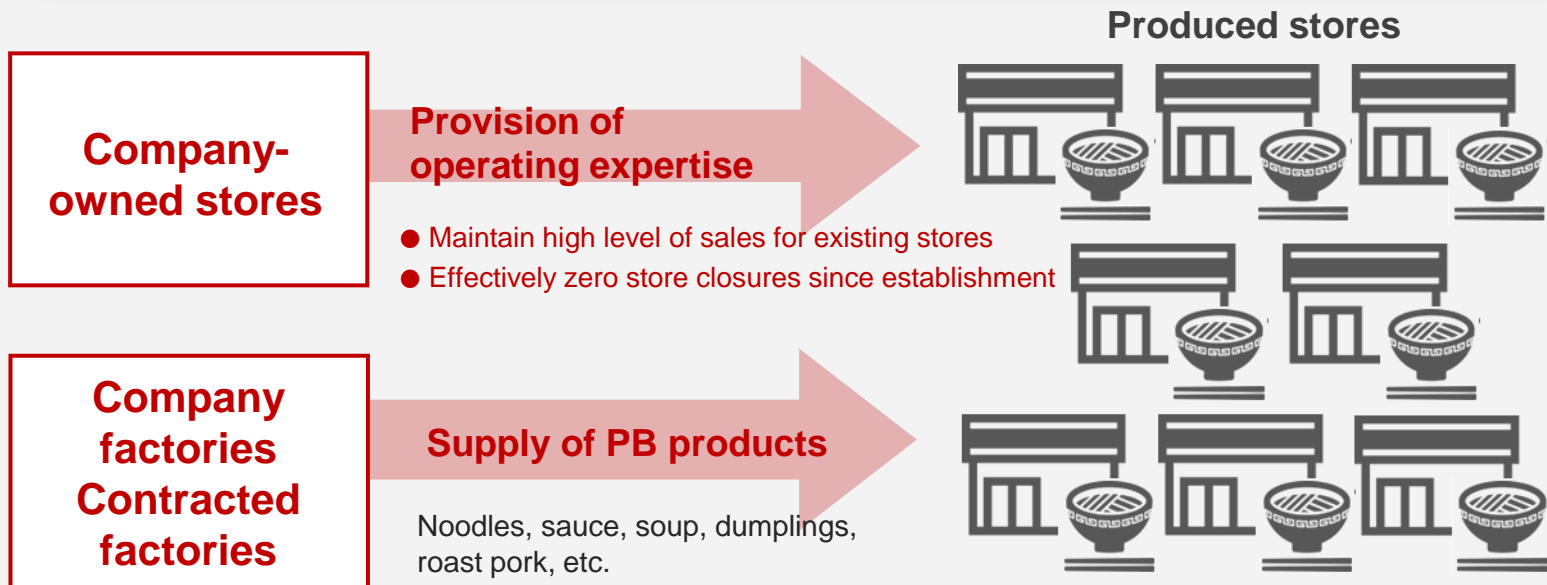 Produced stores
Company-
owned stores
Provision of
operating expertise
● Maintain high level of sales for existing stores
● Effectively zero store closures since establishment
Company
factories
Contracted
factories
Supply of PB products
Noodles, sauce, soup, dumplings,
roast pork, etc.